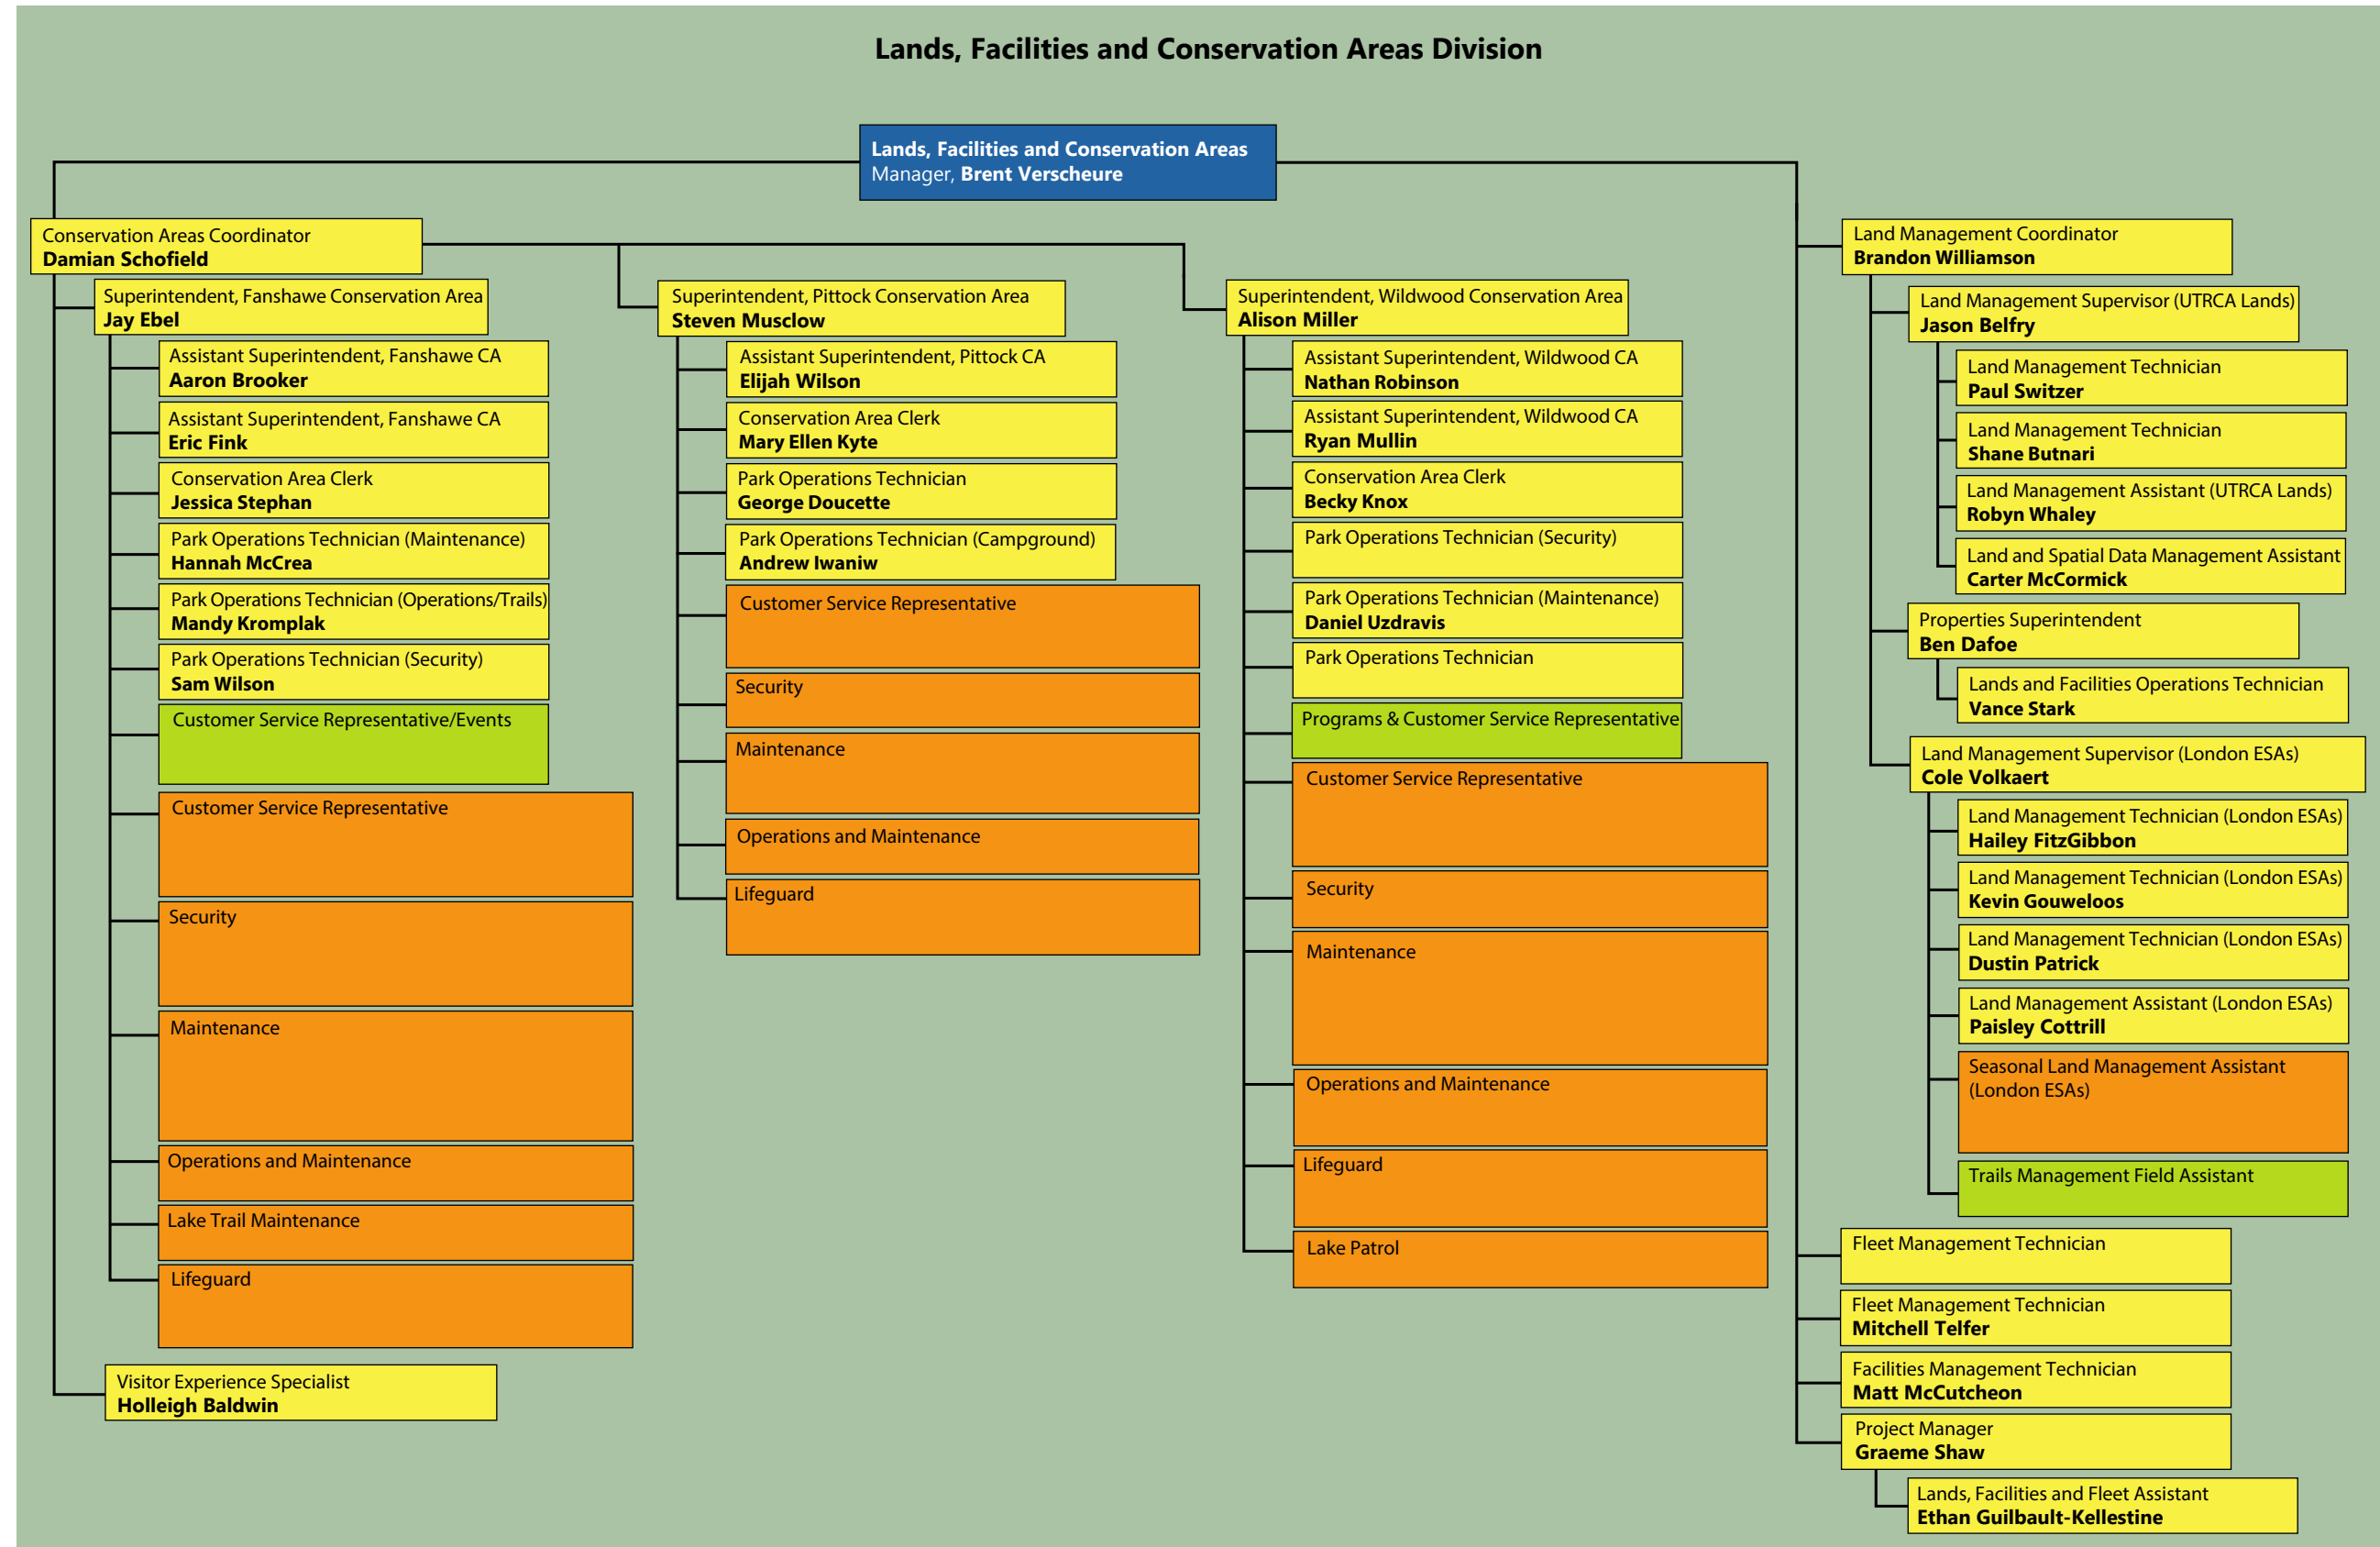 Lands, Facilities and Conservation Areas Division
Lands, Facilities and Conservation Areas
Manager, Brent Verscheure
Conservation Areas Coordinator
Damian Schofield
Superintendent, Fanshawe Conservation Area
Jay Ebel
Assistant Superintendent, Fanshawe CA
Aaron Brooker
Assistant Superintendent, Fanshawe CA
Eric Fink
Conservation Area Clerk
Jessica Stephan
Park Operations Technician (Maintenance)
Hannah McCrea
Park Operations Technician (Operations/Trails)
Mandy Kromplak
Park Operations Technician (Security)
Sam Wilson
Customer Service Representative/Events
Customer Service Representative
Security
Maintenance
Operations and Maintenance
Lake Trail Maintenance
Lifeguard
Visitor Experience Specialist
Holleigh Baldwin
Superintendent, Pittock Conservation Area
Steven Musclow
Assistant Superintendent, Pittock CA
Elijah Wilson
Conservation Area Clerk
Mary Ellen Kyte
Park Operations Technician
George Doucette
Park Operations Technician (Campground)
Andrew Iwaniw
Customer Service Representative
Security
Maintenance
Operations and Maintenance
Lifeguard
Superintendent, Wildwood Conservation Area
Alison Miller
Assistant Superintendent, Wildwood CA
Nathan Robinson
Assistant Superintendent, Wildwood CA
Ryan Mullin
Conservation Area Clerk
Becky Knox
Park Operations Technician (Security)
Park Operations Technician (Maintenance)
Daniel Uzdravis
Park Operations Technician
Programs & Customer Service Representative
Customer Service Representative
Security
Maintenance
Operations and Maintenance
Lifeguard
Lake Patrol
Land Management Coordinator
Brandon Williamson
Land Management Supervisor (UTRCA Lands)
Jason Belfry
Land Management Technician
Paul Switzer
Land Management Technician
Shane Butnari
Land Management Assistant (UTRCA Lands)
Robyn Whaley
Land and Spatial Data Management Assistant
Carter McCormick
Properties Superintendent
Ben Dafoe
Lands and Facilities Operations Technician
Vance Stark
Land Management Supervisor (London ESAs)
Cole Volkaert
Land Management Technician (London ESAs)
Hailey FitzGibbon
Land Management Technician (London ESAs)
Kevin Gouweloos
Land Management Technician (London ESAs)
Dustin Patrick
Land Management Assistant (London ESAs)
Paisley Cottrill
Seasonal Land Management Assistant
(London ESAs)
Trails Management Field Assistant
Fleet Management Technician
Fleet Management Technician
Mitchell Telfer
Facilities Management Technician
Matt McCutcheon
Project Manager
Graeme Shaw
Lands, Facilities and Fleet Assistant
Ethan Guilbault-Kellestine